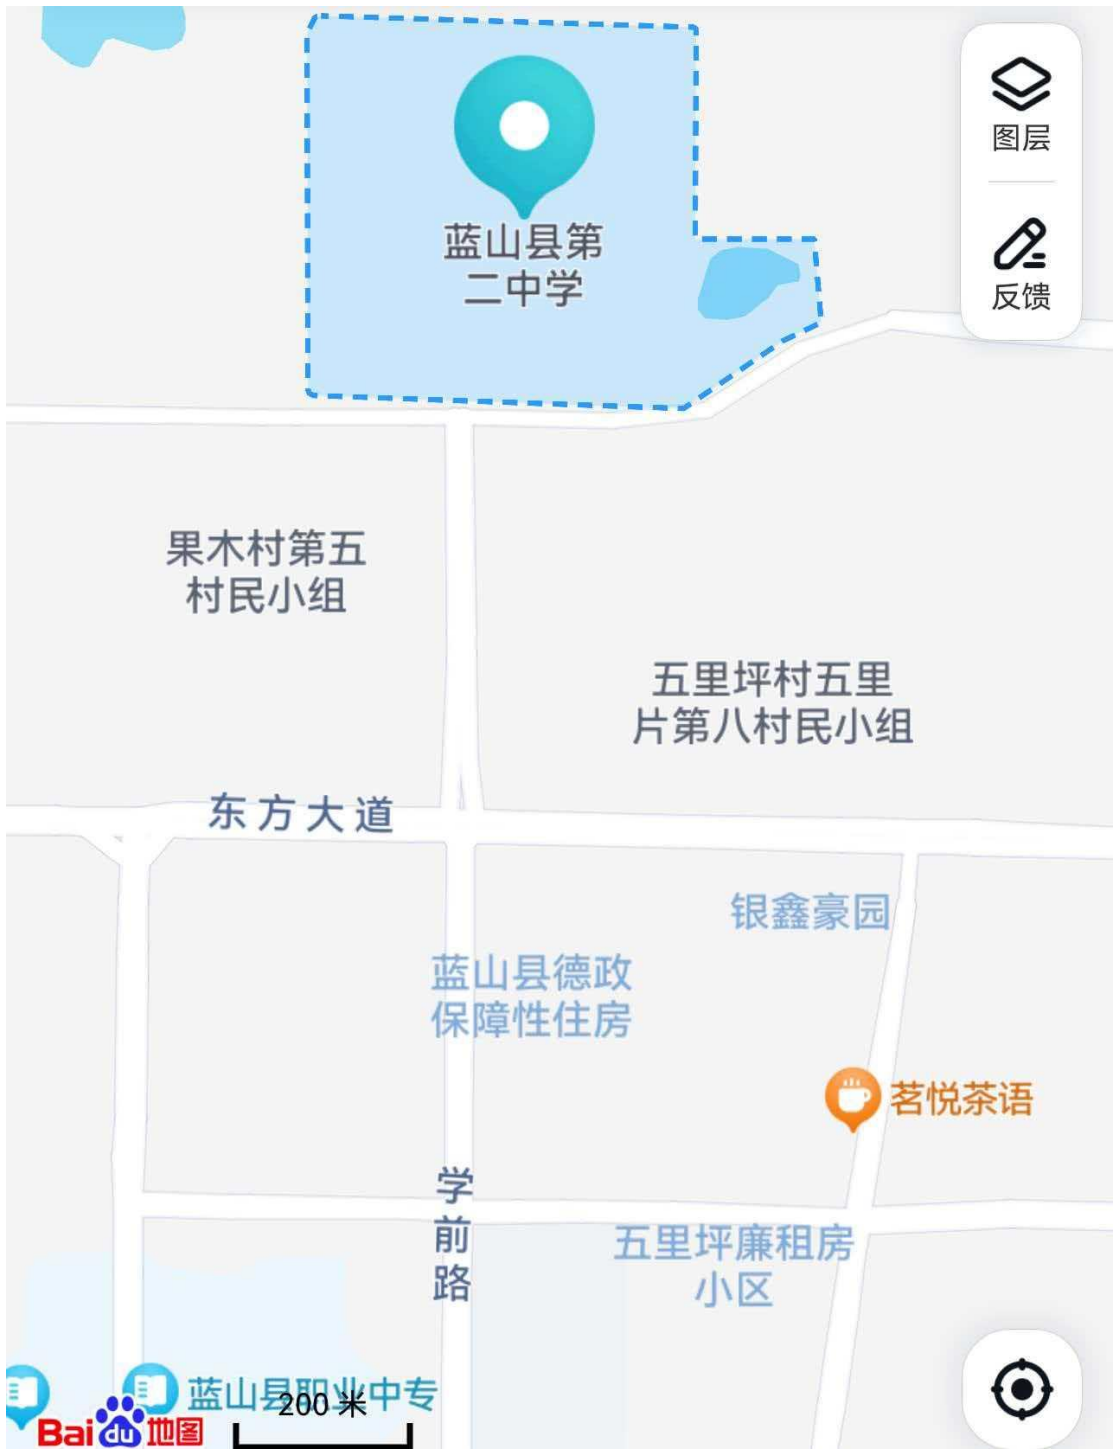 图层
蓝山县第
二中学
反馈
果木村第五
村民小组
五里坪村五里
片第八村民小组
东方大道
银鑫豪园
蓝山县德政
保障性住房
茗悦茶语
学前路
五里坪廉租房
小区
蓝山县职业中专
200 米
Bai du 地图